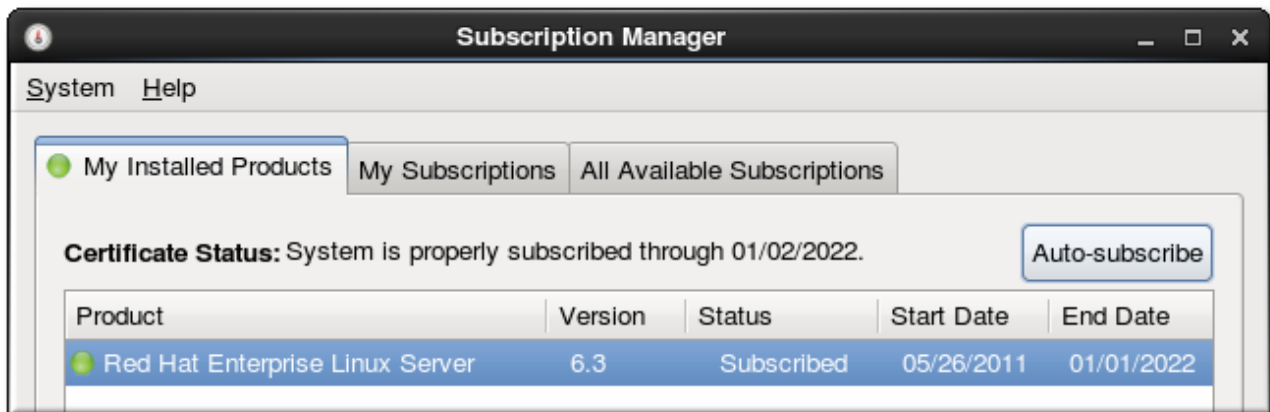 Subscription Manager
System Help
My Installed Products My Subscriptions All Available Subscriptions
Certificate Status: System is properly subscribed through 01/02/2022. Auto-subscribe
Product Version Status Start Date End Date
Red Hat Enterprise Linux Server 6.3 Subscribed 05/26/2011 01/01/2022